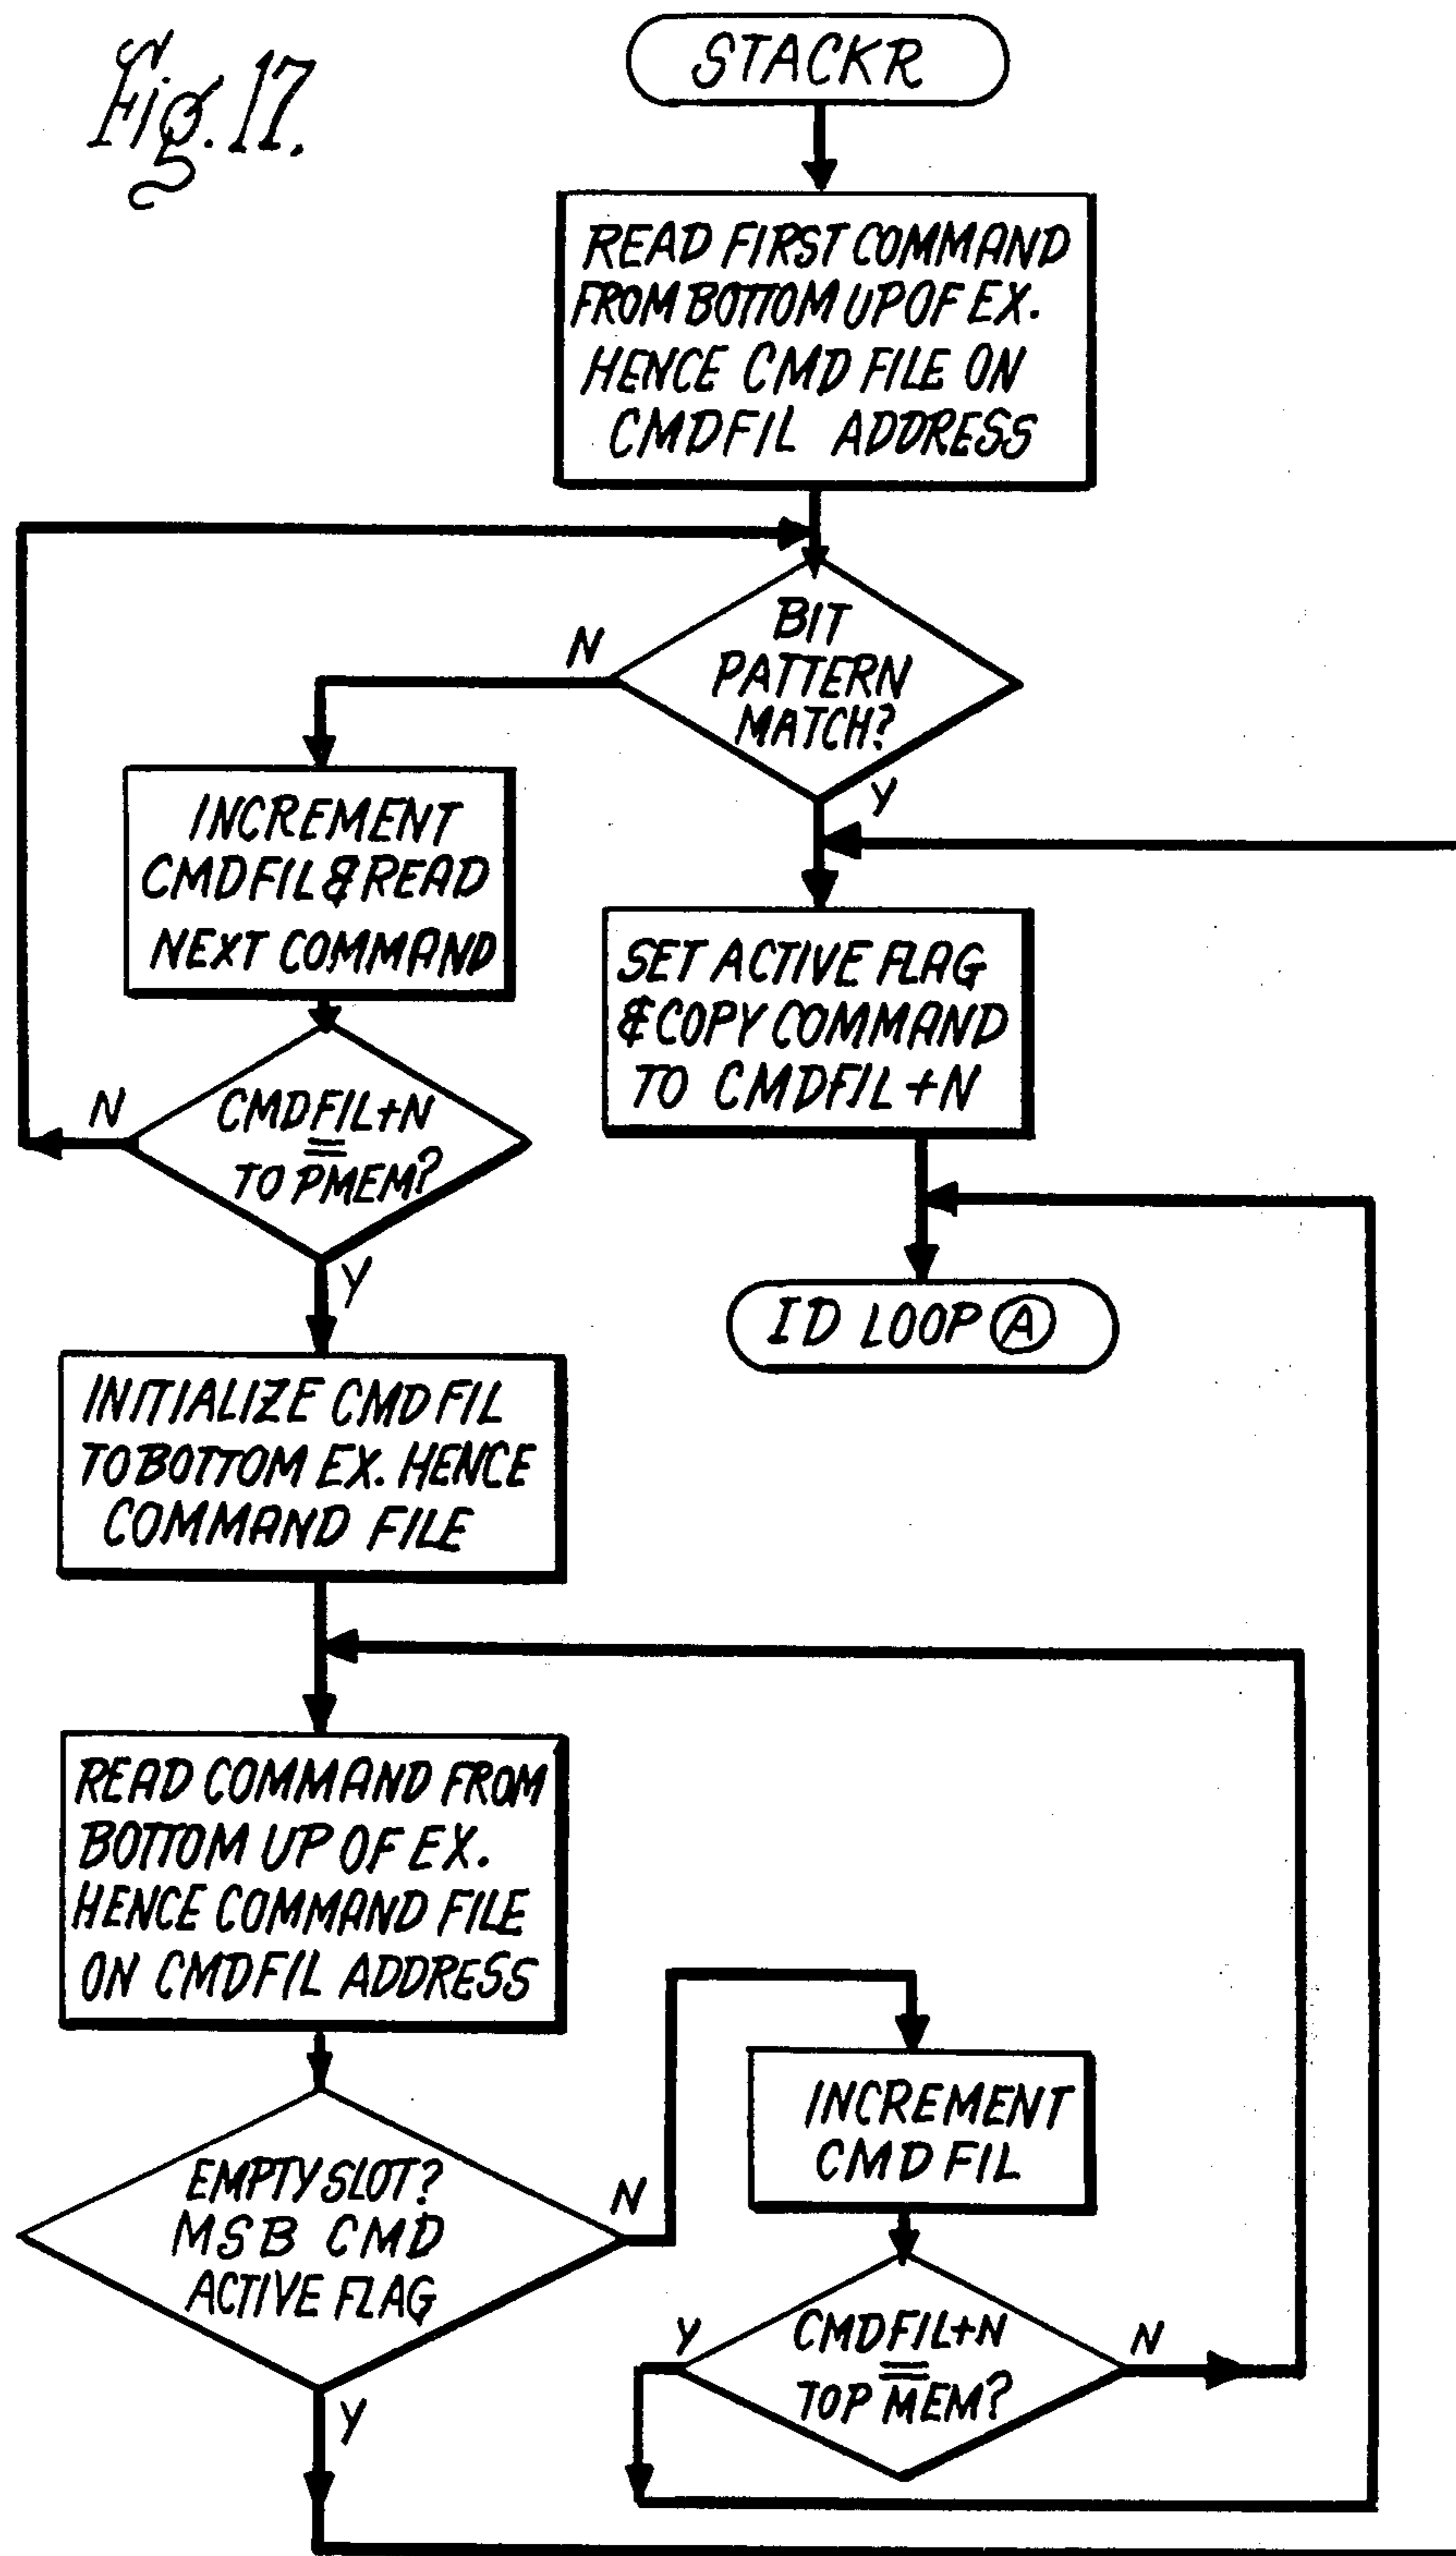 Fig. 17.
STACKR
READ FIRST COMMAND
FROM BOTTOM UP OF EX.
HENCE CMD FILE ON
CMDFIL ADDRESS
BIT
PATTERN
MATCH?
N
Y
INCREMENT
CMDFIL & READ
NEXT COMMAND
SET ACTIVE FLAG
& COPY COMMAND
TO CMDFIL +N
N
CMDFIL+N
=
TO PMEM?
Y
ID LOOP A
INITIALIZE CMDFIL
TO BOTTOM EX. HENCE
COMMAND FILE
READ COMMAND FROM
BOTTOM UP OF EX.
HENCE COMMAND FILE
ON CMDFIL ADDRESS
EMPTY SLOT?
MSB CMD
ACTIVE FLAG
N
Y
INCREMENT
CMDFIL
Y
CMDFIL+N
=
TOP MEM?
N